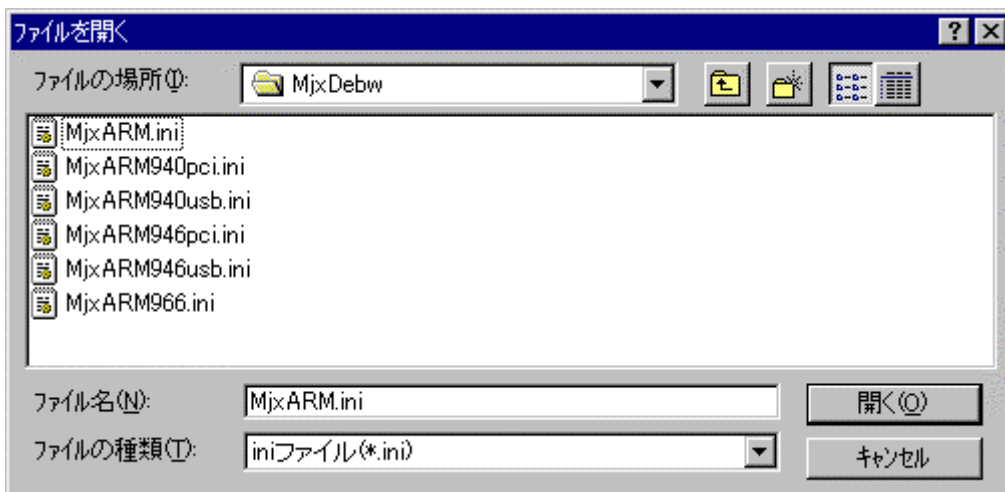 ファイルを開く
ファイルの場所(I):
MjxDebw
MjxARM.ini
MjxARM940pci.ini
MjxARM940usb.ini
MjxARM946pci.ini
MjxARM946usb.ini
MjxARM966.ini
ファイル名(N):
MjxARM.ini
開く(O)
ファイルの種類(T):
iniファイル(*.ini)
キャンセル